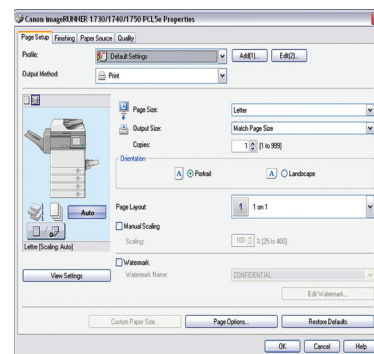 Canon imageRUNNER 1730/1740/1750 PCL5e Properties
Page Setup Finishing Paper Source Quality
Profile: Default Settings Add(1)... Edit(2)...
Output Method: Print
Page Size: Letter
Output Size: Match Page Size
Copies: 1 [1 to 999]
Orientation
A Portrait A Landscape
Auto
Page Layout: 1 1 on 1
Manual Scaling
Scaling: 100 % [25 to 400]
Letter [Scaling: Auto]
Watermark
View Settings Watermark Name: CONFIDENTIAL
Edit Watermark...
Custom Paper Size... Page Options... Restore Defaults
OK Cancel Help